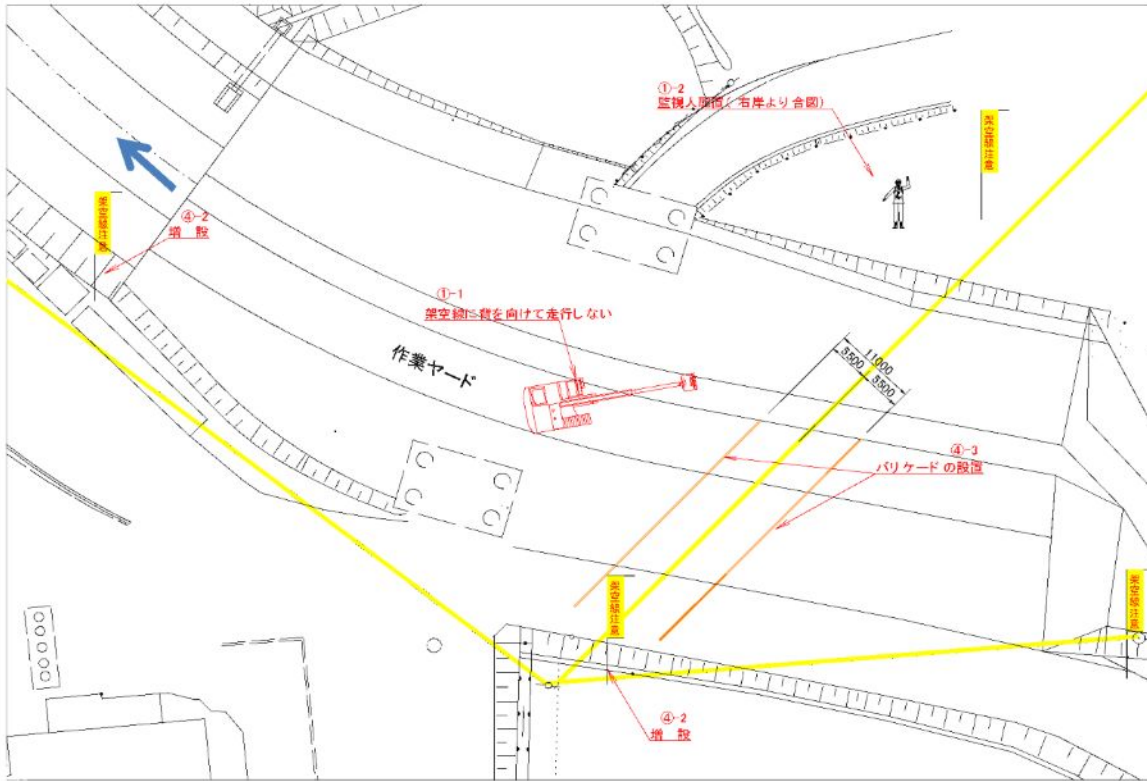 ①-2
監視人配置(右岸より合図)
架空線注意
架空線注意
④-2
増 設
①-1
架空線に背を向けて走行しない
作業ヤード
11000
5500
5500
④-3
バリケードの設置
架空線注意
架空線注意
④-2
増 設